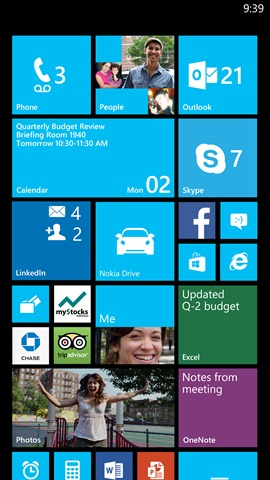 9:39
3
Phone
People
21
Outlook
Quarterly Budget Review
Briefing Room 1940
Tomorrow 10:30-11:30 AM
Calendar
Mon 02
7
Skype
4
2
LinkedIn
Nokia Drive
myStocks
Me
Updated
Q-2 budget
Excel
CHASE
tripadvisor
Photos
Notes from
meeting
OneNote